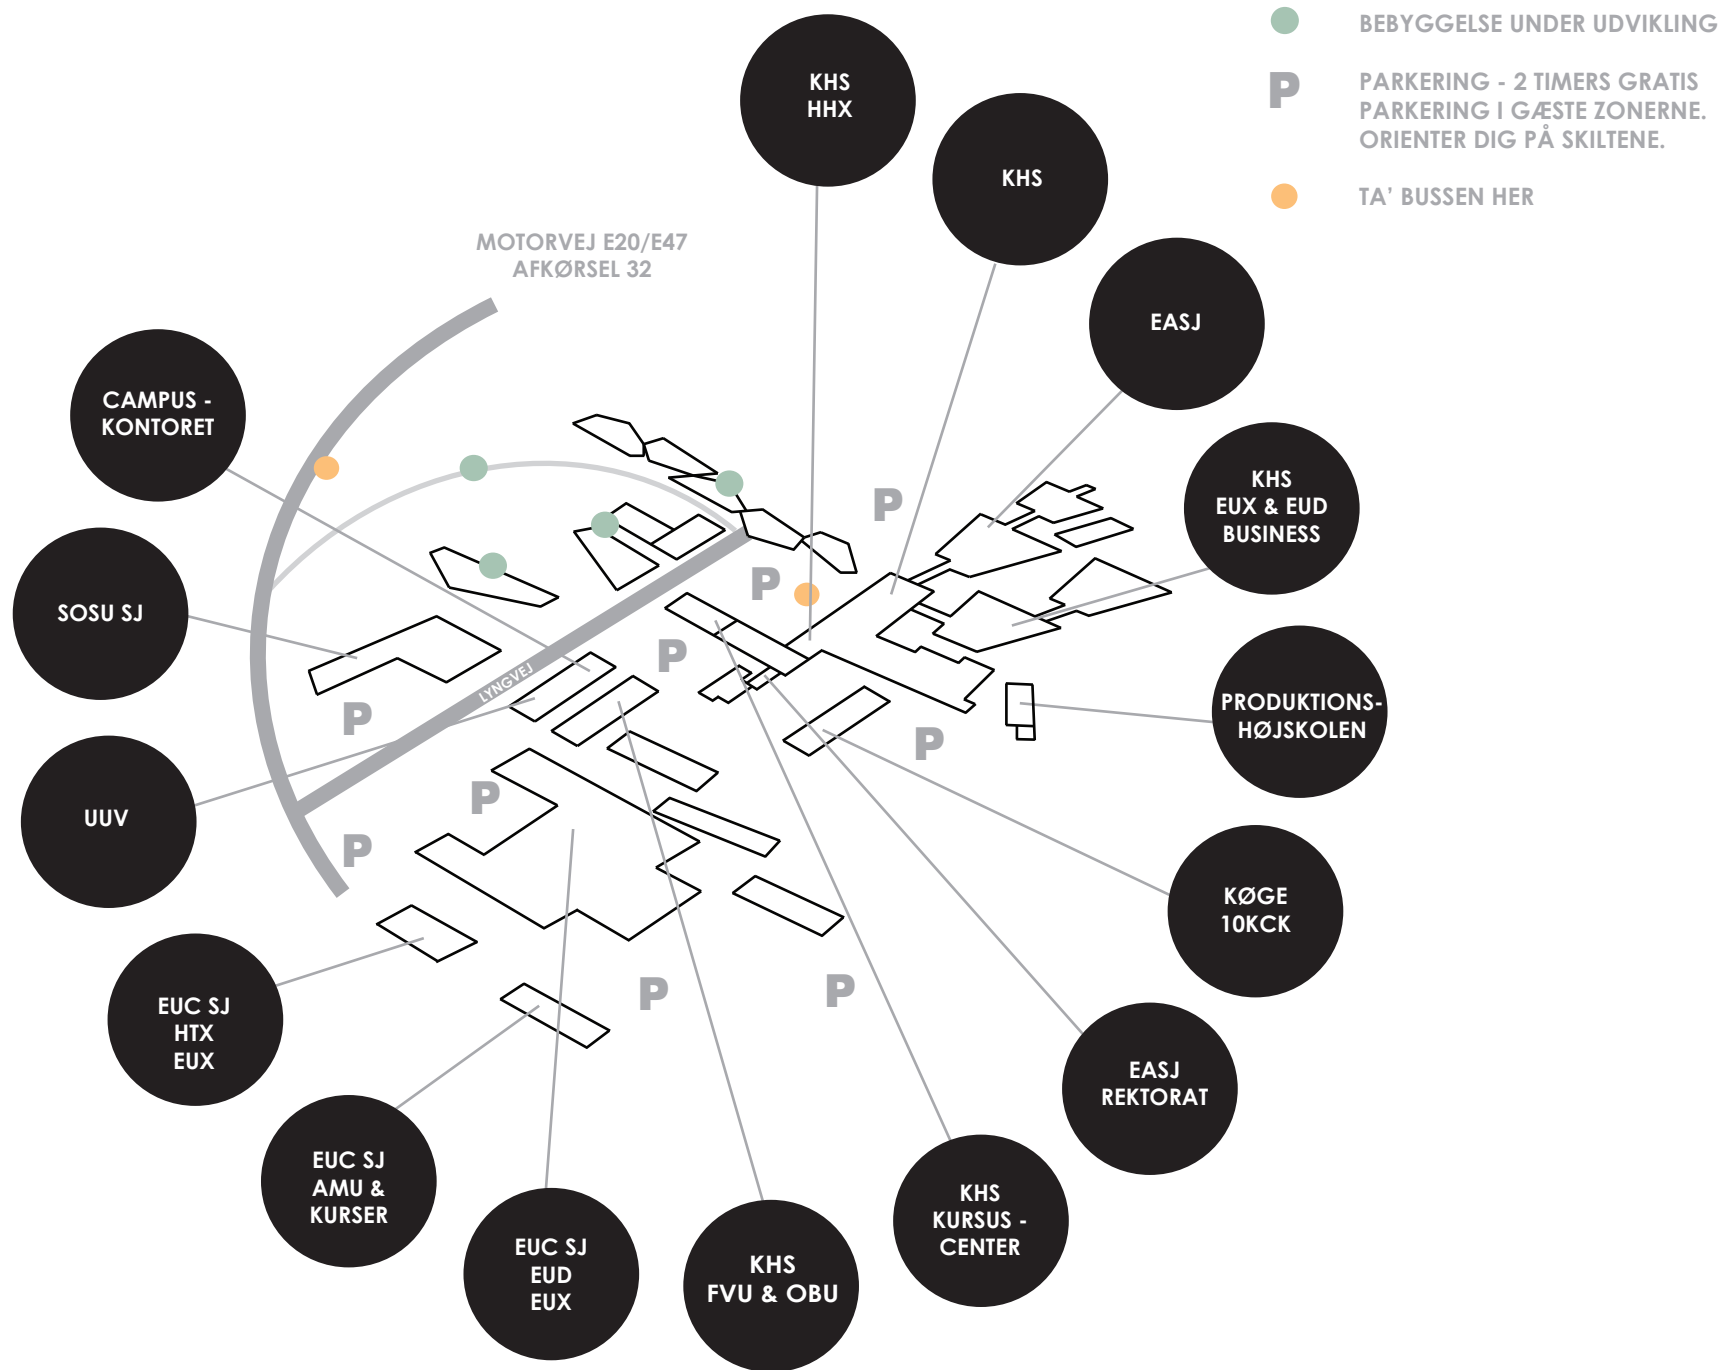 BEBYGGELSE UNDER UDVIKLING
P
PARKERING - 2 TIMERS GRATIS
PARKERING I GÆSTE ZONERNE.
ORIENTER DIG PÅ SKILTENE.
TA' BUSSEN HER
KHS
HHX
KHS
MOTORVEJ E20/E47
AFKØRSEL 32
EASJ
CAMPUS -
KONTORET
KHS
EUX & EUD
BUSINESS
P
P
SOSU SJ
P
LYNGVEJ
P
P
PRODUKTIONS-
HØJSKOLEN
P
UUV
P
KØGE
10KCK
P
P
EUC SJ
HTX
EUX
EASJ
REKTORAT
EUC SJ
AMU &
KURSER
KHS
KURSUS -
CENTER
EUC SJ
EUD
EUX
KHS
FVU & OBU